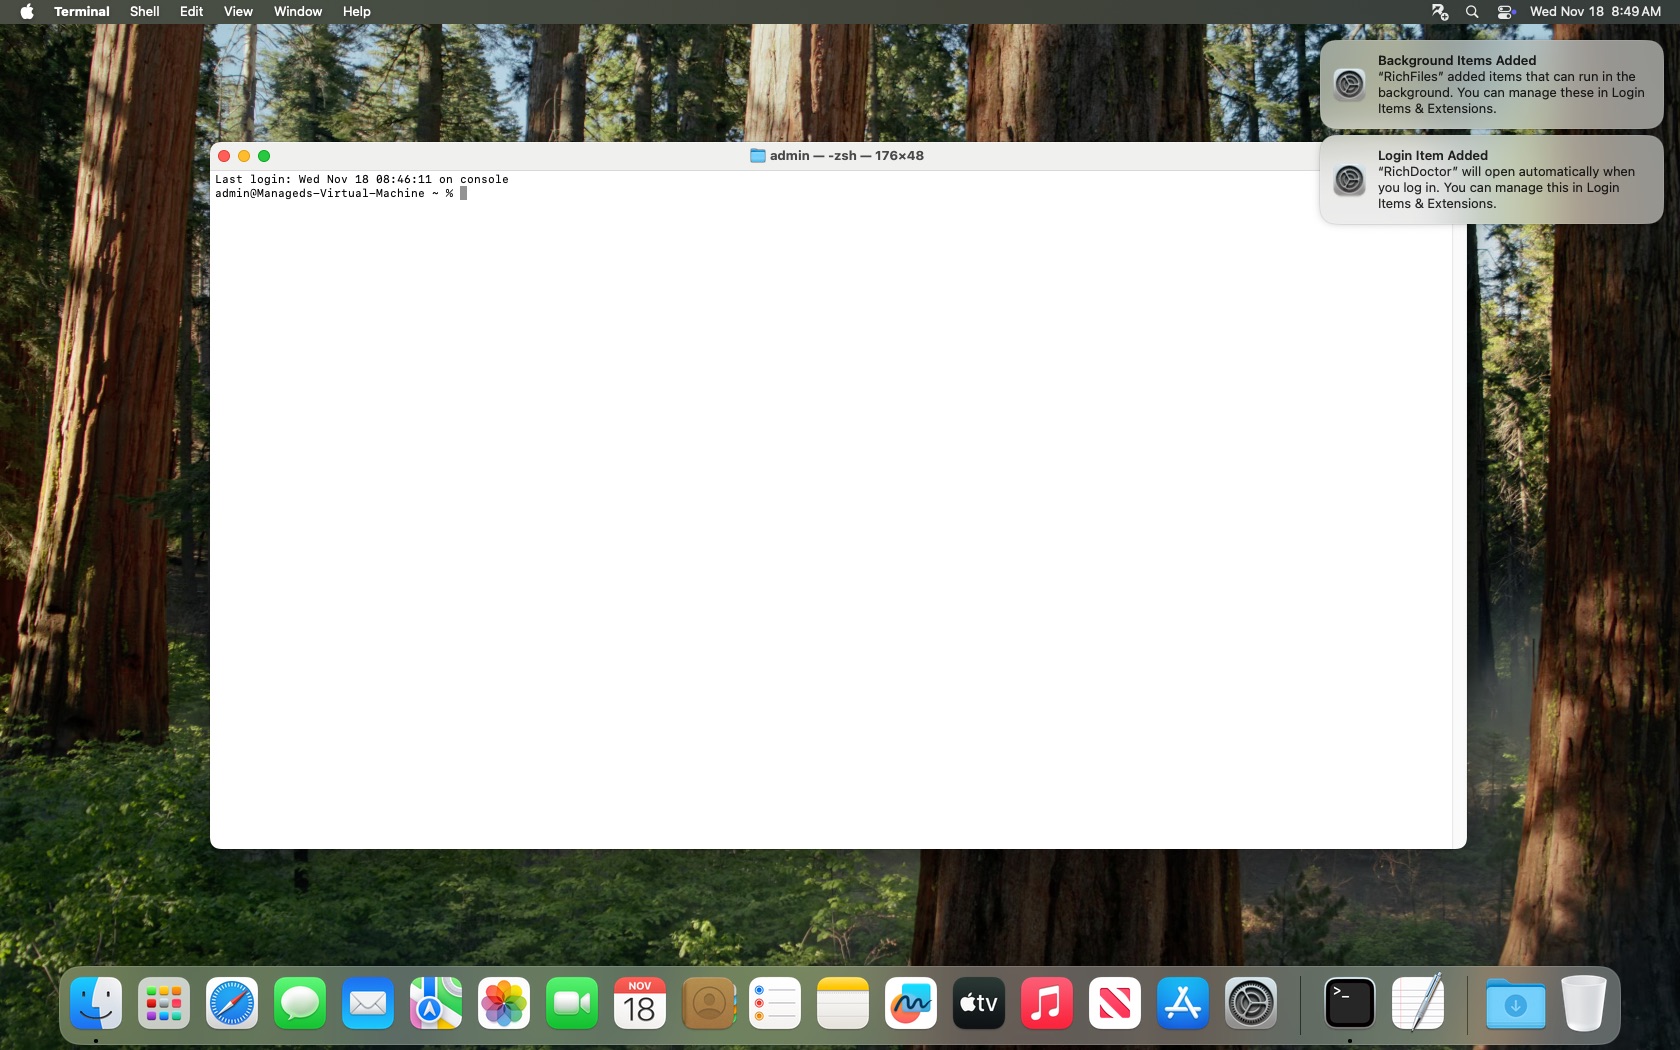 Terminal Shell Edit View Window Help
Wed Nov 18 8:49 AM
Background Items Added
“RichFiles” added items that can run in the
background. You can manage these in Login
Items & Extensions.
Login Item Added
“RichDoctor” will open automatically when
you log in. You can manage this in Login
Items & Extensions.
admin — -zsh — 176×48
Last login: Wed Nov 18 08:46:11 on console
admin@Manageds-Virtual-Machine ~ %
NOV
18
tv
>_